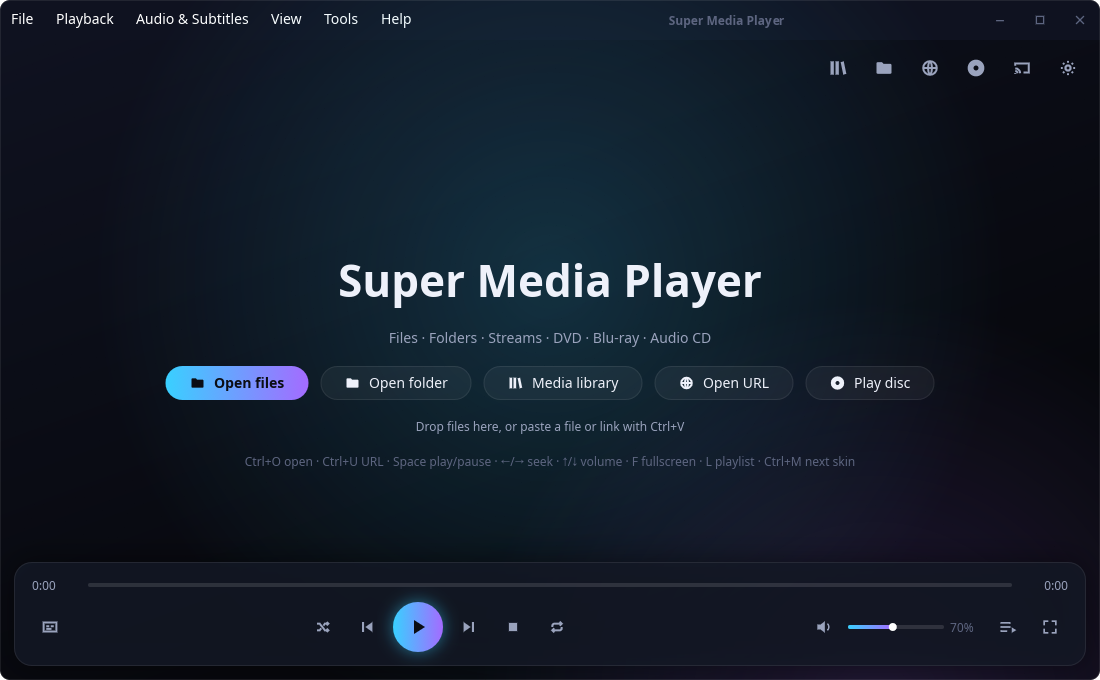 File Playback Audio & Subtitles View Tools Help Super Media Player
Super Media Player
Files · Folders · Streams · DVD · Blu-ray · Audio CD
Open files Open folder Media library Open URL Play disc
Drop files here, or paste a file or link with Ctrl+V
Ctrl+O open · Ctrl+U URL · Space play/pause · ←/→ seek · ↑/↓ volume · F fullscreen · L playlist · Ctrl+M next skin
0:00 0:00
70%